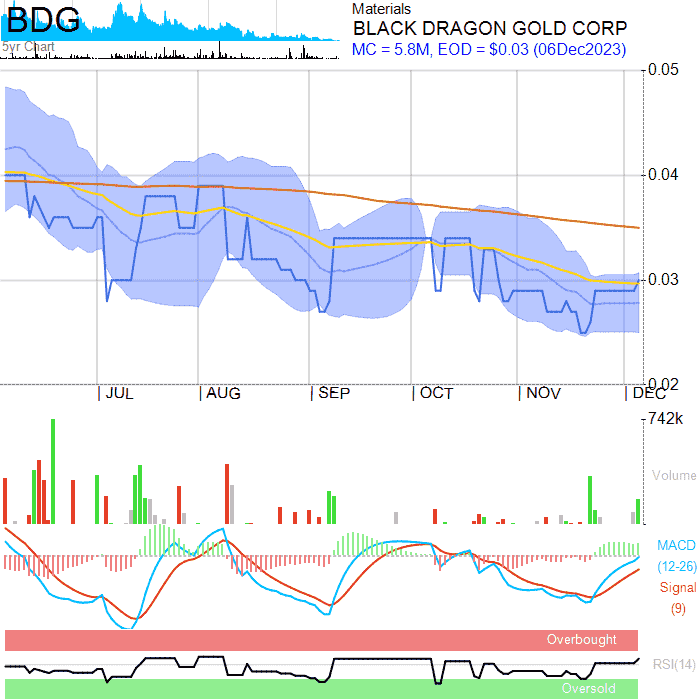 BDG
5yr Chart
Materials
BLACK DRAGON GOLD CORP
MC = 5.8M, EOD = $0.03 (06Dec2023)
0.05
0.04
0.03
0.02
JUL
AUG
SEP
OCT
NOV
DEC
742k
Volume
MACD
(12-26)
Signal
(9)
Overbought
RSI(14)
Oversold